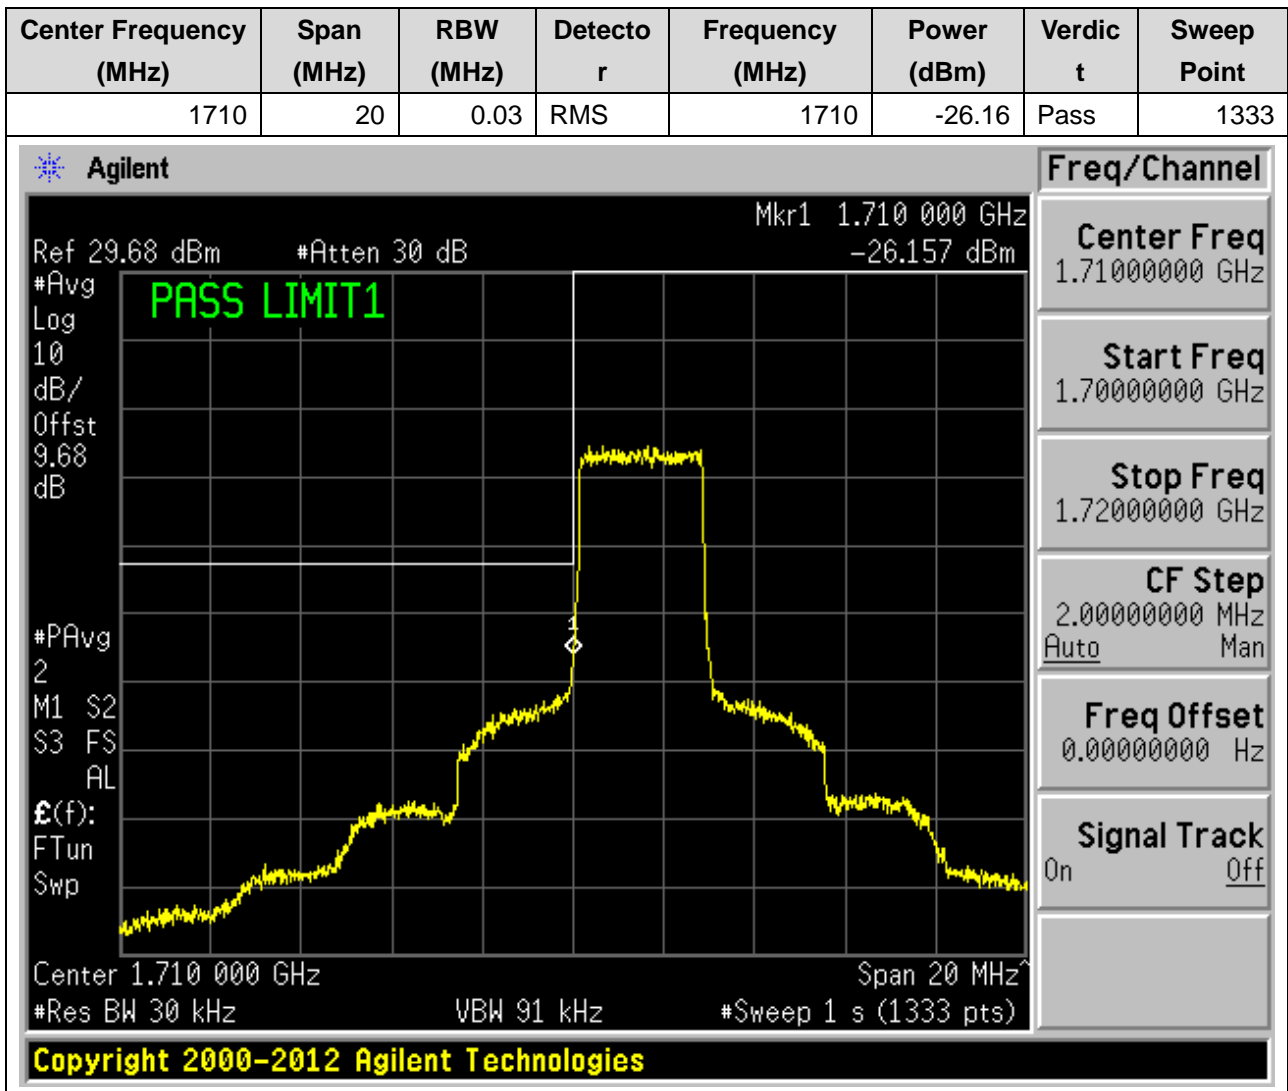 Center Frequency (MHz) Span (MHz) RBW (MHz) Detecto r Frequency (MHz) Power (dBm) Verdic t Sweep Point
1710 20 0.03 RMS 1710 -26.16 Pass 1333
Agilent
Freq/Channel
Mkr1 1.710 000 GHz
Ref 29.68 dBm #Atten 30 dB -26.157 dBm
#Avg
Log
10
dB/
Offst
9.68
dB
PASS LIMIT1
1
#PAvg
2
M1 S2
S3 FS
AL
£(f):
FTun
Swp
Center 1.710 000 GHz Span 20 MHz^
#Res BW 30 kHz VBW 91 kHz #Sweep 1 s (1333 pts)
Center Freq
1.71000000 GHz
Start Freq
1.70000000 GHz
Stop Freq
1.72000000 GHz
CF Step
2.00000000 MHz
Auto Man
Freq Offset
0.00000000 Hz
Signal Track
On Off
Copyright 2000-2012 Agilent Technologies